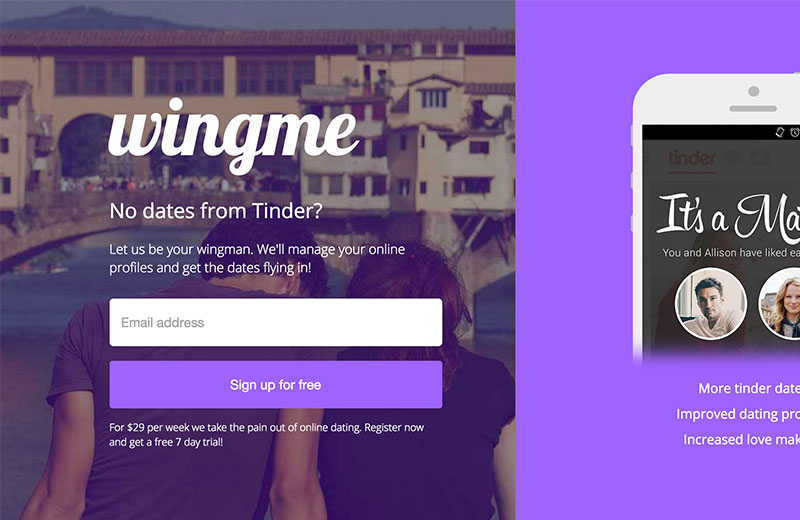 wingme
No dates from Tinder?
Let us be your wingman. We'll manage your online
profiles and get the dates flying in!
Email address
Sign up for free
For $29 per week we take the pain out of online dating. Register now
and get a free 7 day trial!
tinder
It's a Ma
You and Allison have liked ea
More tinder date
Improved dating pro
Increased love mak